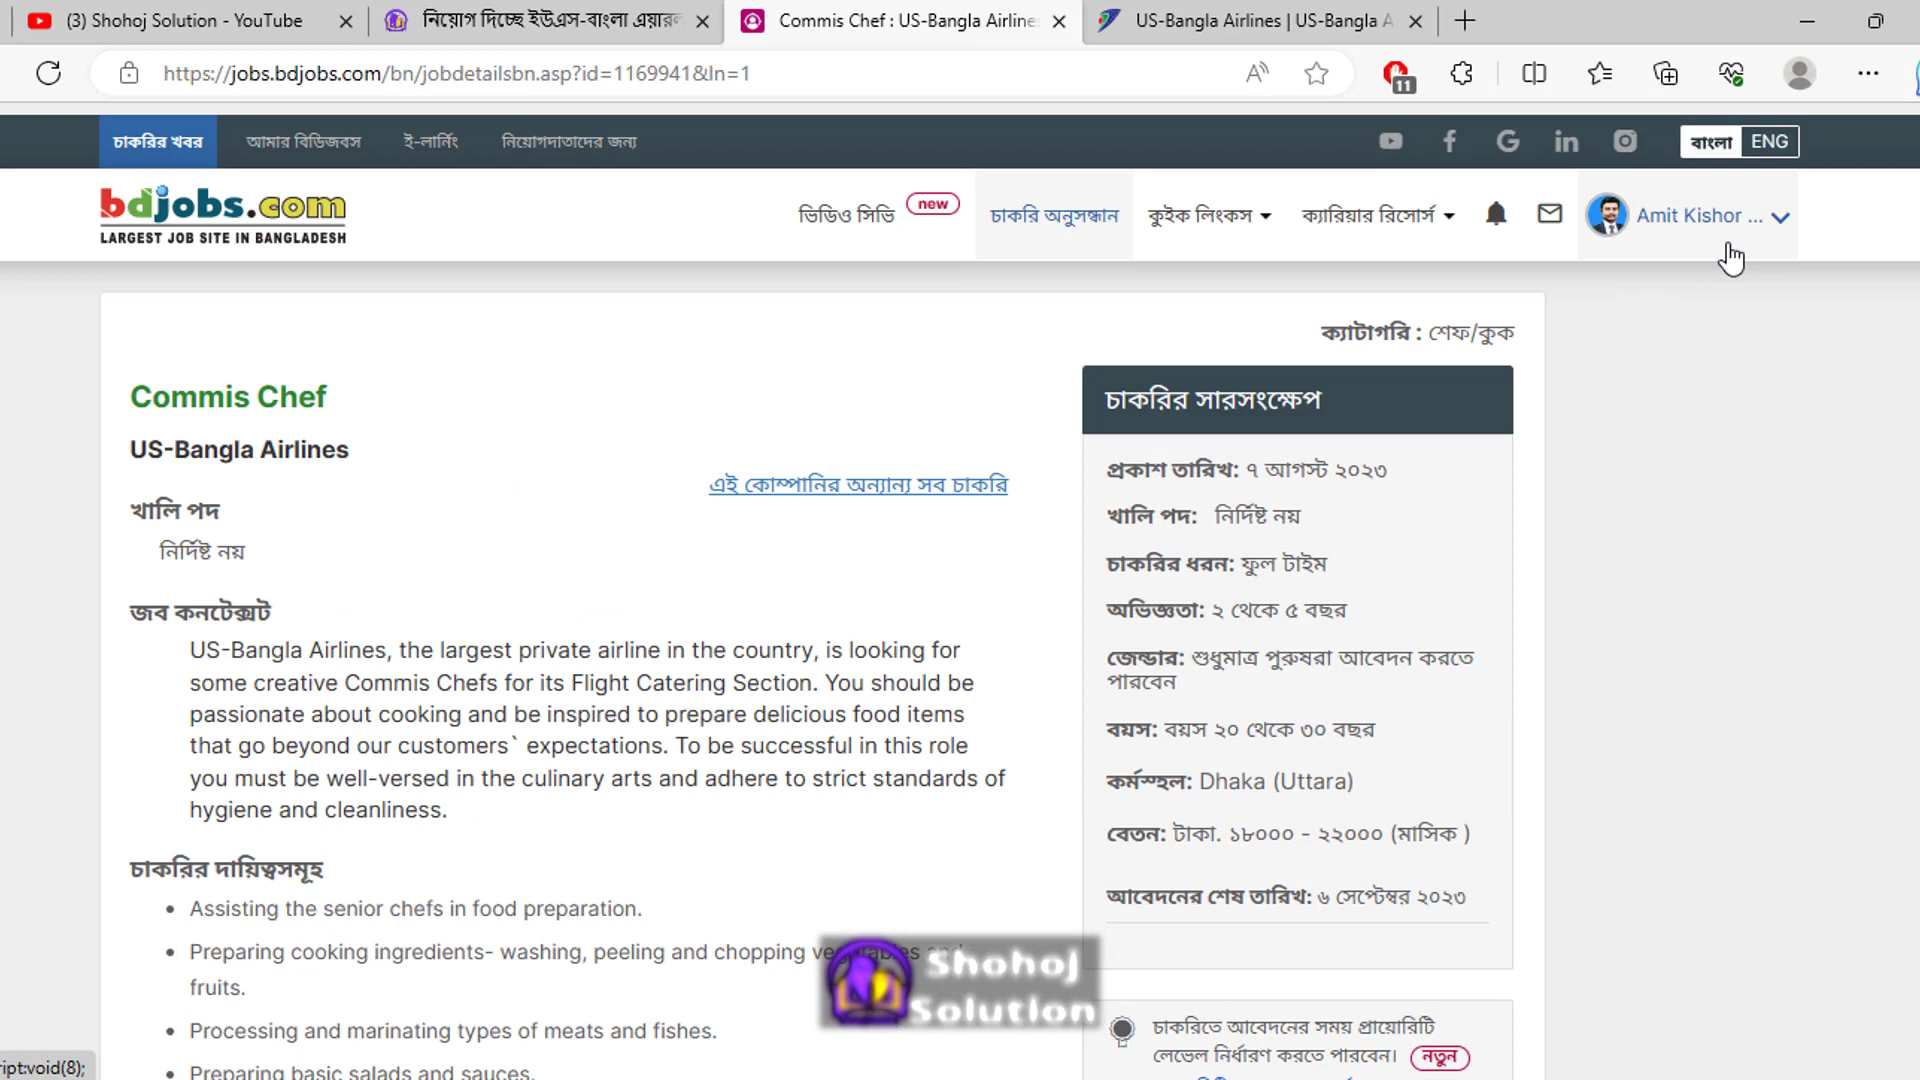 (3) Shohoj Solution - YouTube
নিয়োগ দিচ্ছে ইউএস-বাংলা এয়ার
Commis Chef : US-Bangla Airline
US-Bangla Airlines | US-Bangla A
https://jobs.bdjobs.com/bn/jobdetailsbn.asp?id=1169941&ln=1
11
চাকরির খবর
আমার বিডিজবস
ই-লার্নিং
নিয়োগদাতাদের জন্য
বাংলা ENG
bdjobs.com
LARGEST JOB SITE IN BANGLADESH
ভিডিও সিভি new
চাকরি অনুসন্ধান
কুইক লিংকস
ক্যারিয়ার রিসোর্স
Amit Kishor ...
ক্যাটাগরি : শেফ/কুক
Commis Chef
US-Bangla Airlines
এই কোম্পানির অন্যান্য সব চাকরি
খালি পদ
নির্দিষ্ট নয়
জব কনটেক্সট
US-Bangla Airlines, the largest private airline in the country, is looking for
some creative Commis Chefs for its Flight Catering Section. You should be
passionate about cooking and be inspired to prepare delicious food items
that go beyond our customers` expectations. To be successful in this role
you must be well-versed in the culinary arts and adhere to strict standards of
hygiene and cleanliness.
চাকরির দায়িত্বসমূহ
• Assisting the senior chefs in food preparation.
• Preparing cooking ingredients- washing, peeling and chopping vegetables and
fruits.
• Processing and marinating types of meats and fishes.
• Preparing basic salads and sauces.
চাকরির সারসংক্ষেপ
প্রকাশ তারিখ: ৭ আগস্ট ২০২৩
খালি পদ: নির্দিষ্ট নয়
চাকরির ধরন: ফুল টাইম
অভিজ্ঞতা: ২ থেকে ৫ বছর
জেন্ডার: শুধুমাত্র পুরুষরা আবেদন করতে
পারবেন
বয়স: বয়স ২০ থেকে ৩০ বছর
কর্মস্থল: Dhaka (Uttara)
বেতন: টাকা. ১৮০০০ - ২২০০০ (মাসিক )
আবেদনের শেষ তারিখ: ৬ সেপ্টেম্বর ২০২৩
চাকরিতে আবেদনের সময় প্রায়োরিটি
লেভেল নির্ধারণ করতে পারবেন। নতুন
Shohoj
Solution
ript:void(8);